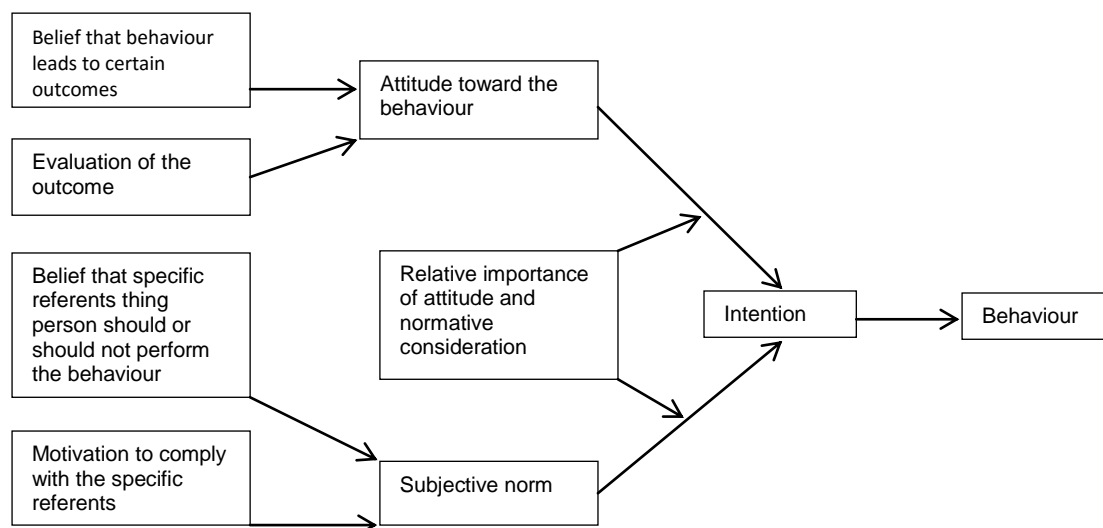 Belief that behaviour
leads to certain
outcomes
Attitude toward the
behaviour
Evaluation of the
outcome
Belief that specific
referents thing
person should or
should not perform
the behaviour
Relative importance
of attitude and
normative
consideration
Intention
Behaviour
Motivation to comply
with the specific
referents
Subjective norm